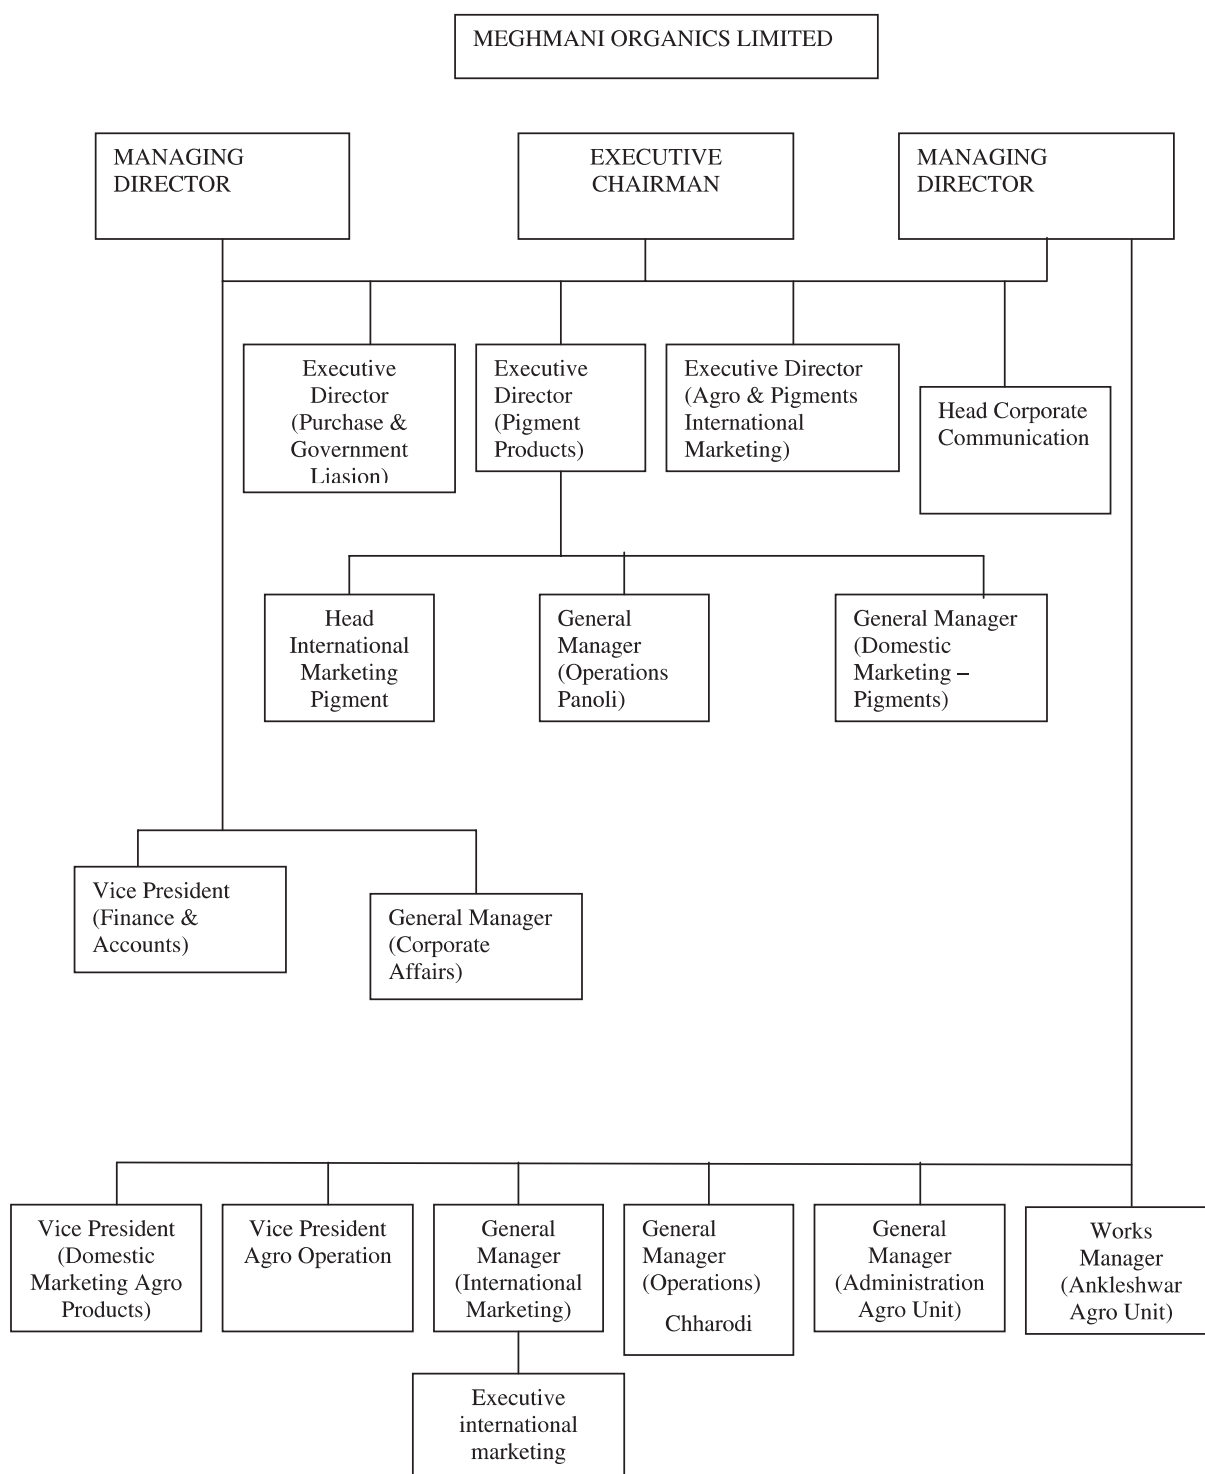 MEGHMANI ORGANICS LIMITED
MANAGING
DIRECTOR
EXECUTIVE
CHAIRMAN
MANAGING
DIRECTOR
Executive
Director
(Purchase &
Government
Liasion)
Executive
Director
(Pigment
Products)
Executive Director
(Agro & Pigments
International
Marketing)
Head Corporate
Communication
Head
International
Marketing
Pigment
General
Manager
(Operations
Panoli)
General Manager
(Domestic
Marketing –
Pigments)
Vice President
(Finance &
Accounts)
General Manager
(Corporate
Affairs)
Vice President
(Domestic
Marketing Agro
Products)
Vice President
Agro Operation
General
Manager
(International
Marketing)
General
Manager
(Operations)
Chharodi
General
Manager
(Administration
Agro Unit)
Works
Manager
(Ankleshwar
Agro Unit)
Executive
international
marketing